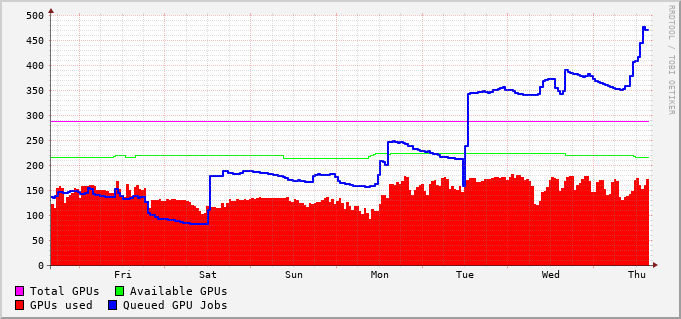 500
450
400
350
300
250
200
150
100
50
0
Fri Sat Sun Mon Tue Wed Thu
Total GPUs Available GPUs
GPUs used Queued GPU Jobs
RRDTOOL / TOBI OETIKER